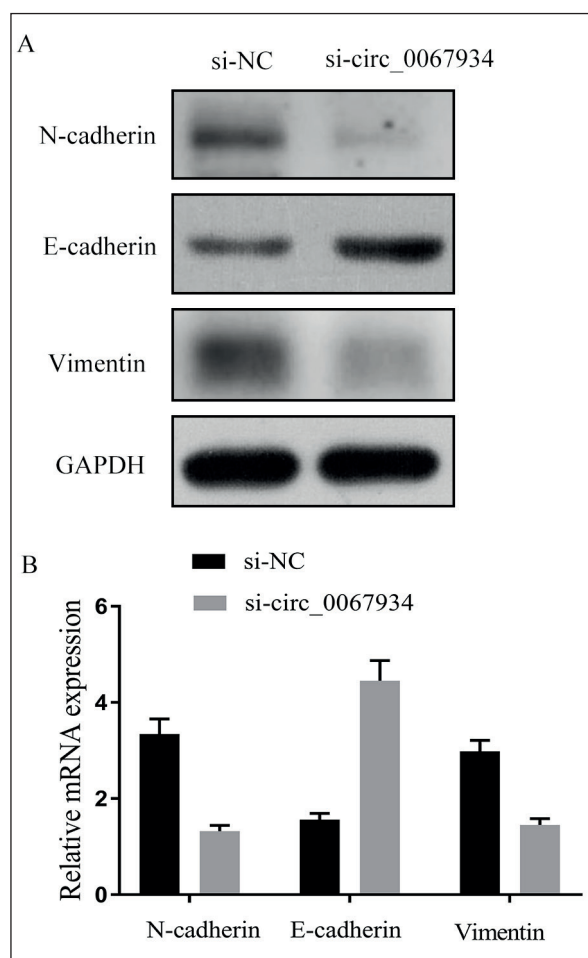 A
si-NC si-circ_0067934
N-cadherin
E-cadherin
Vimentin
GAPDH
B
si-NC
si-circ_0067934
Relative mRNA expression
6
4
2
0
N-cadherin E-cadherin Vimentin